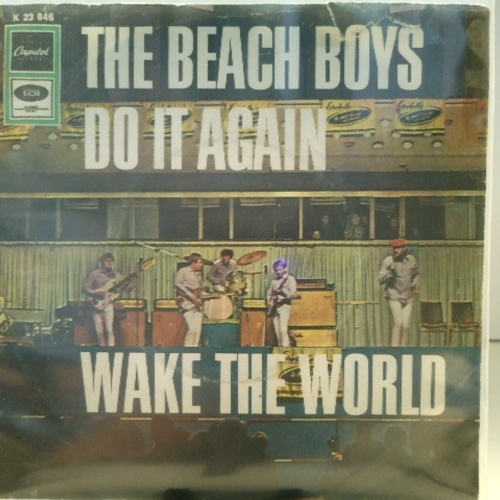 K 23 846
Capitol
THE BEACH BOYS
DO IT AGAIN
WAKE THE WORLD